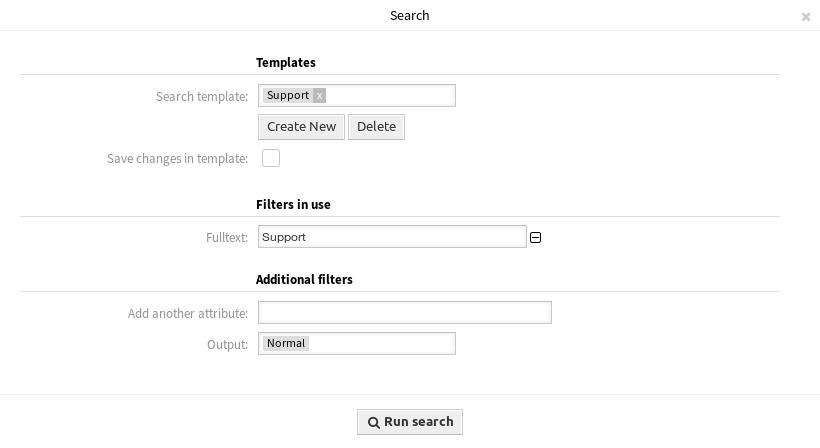 Search
Templates
Search template: Support x
Create New Delete
Save changes in template:
Filters in use
Fulltext: Support
Additional filters
Add another attribute:
Output: Normal
Run search